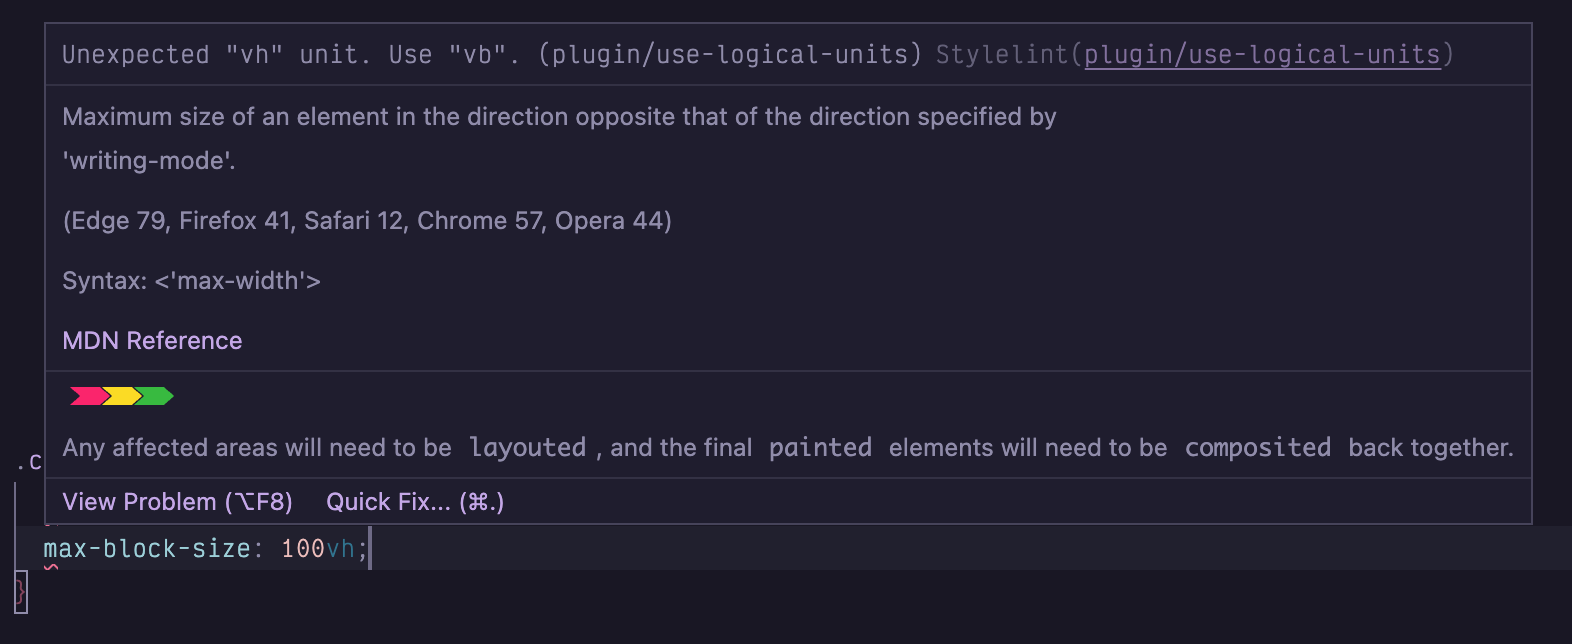 Unexpected "vh" unit. Use "vb". (plugin/use-logical-units) Stylelint(plugin/use-logical-units)
Maximum size of an element in the direction opposite that of the direction specified by
'writing-mode'.
(Edge 79, Firefox 41, Safari 12, Chrome 57, Opera 44)
Syntax: <'max-width'>
MDN Reference
Any affected areas will need to be layouted , and the final painted elements will need to be composited back together.
View Problem (⌥F8) Quick Fix... (⌘.)
.c
max-block-size: 100vh;
}